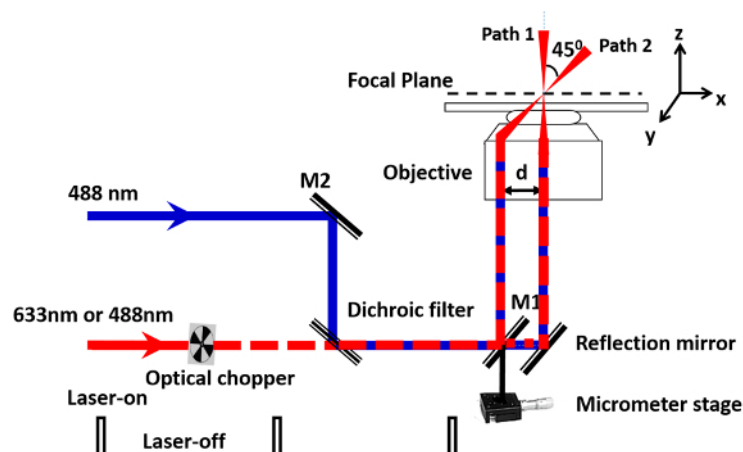 Path 1
45⁰
Path 2
Focal Plane
z
x
y
Objective
d
M2
488 nm
Dichroic filter
M1
633nm or 488nm
Reflection mirror
Optical chopper
Laser-on
Micrometer stage
Laser-off